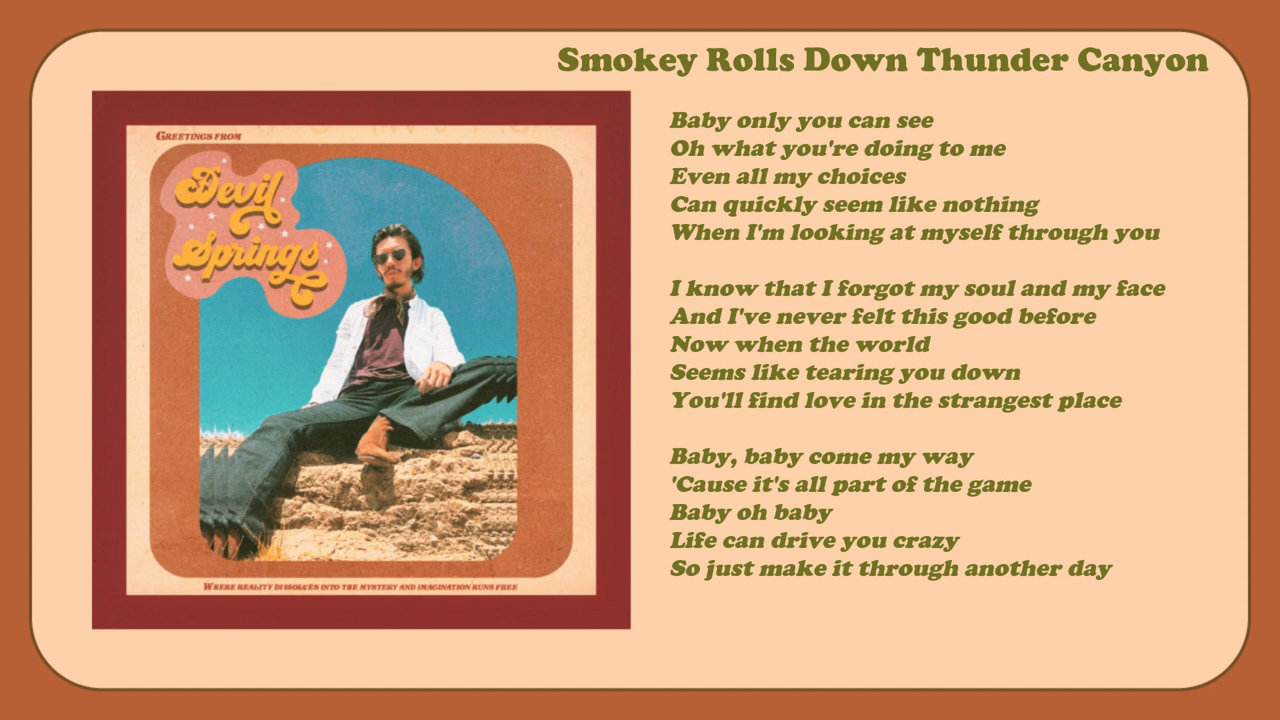 Smokey Rolls Down Thunder Canyon
GREETINGS FROM
Devil
Springs
WHERE REALITY DISSOLVES INTO THE MYSTERY AND IMAGINATION RUNS FREE
Baby only you can see
Oh what you're doing to me
Even all my choices
Can quickly seem like nothing
When I'm looking at myself through you
I know that I forgot my soul and my face
And I've never felt this good before
Now when the world
Seems like tearing you down
You'll find love in the strangest place
Baby, baby come my way
'Cause it's all part of the game
Baby oh baby
Life can drive you crazy
So just make it through another day